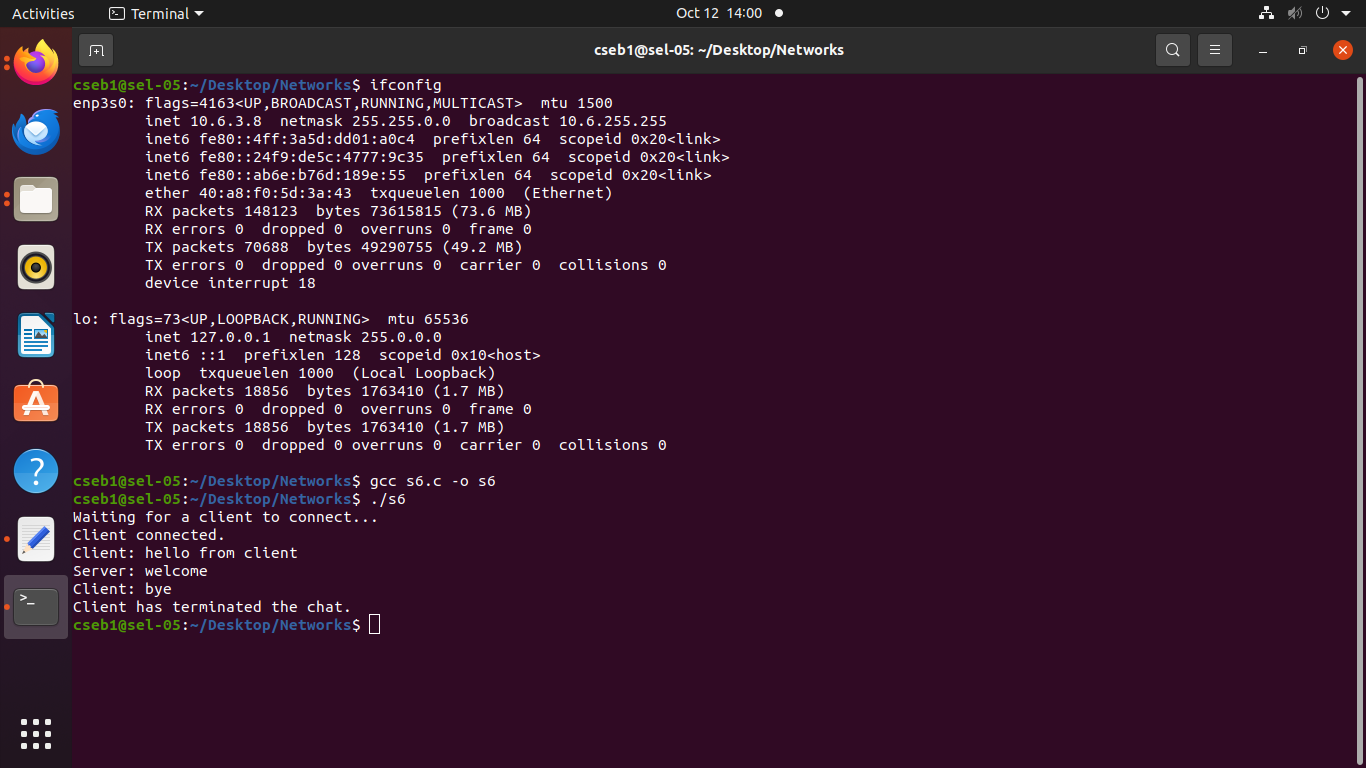 Activities Terminal Oct 12 14:00
cseb1@sel-05: ~/Desktop/Networks
cseb1@sel-05:~/Desktop/Networks$ ifconfig
enp3s0: flags=4163<UP,BROADCAST,RUNNING,MULTICAST>  mtu 1500
        inet 10.6.3.8  netmask 255.255.0.0  broadcast 10.6.255.255
        inet6 fe80::4ff:3a5d:dd01:a0c4  prefixlen 64  scopeid 0x20<link>
        inet6 fe80::24f9:de5c:4777:9c35  prefixlen 64  scopeid 0x20<link>
        inet6 fe80::ab6e:b76d:189e:55  prefixlen 64  scopeid 0x20<link>
        ether 40:a8:f0:5d:3a:43  txqueuelen 1000  (Ethernet)
        RX packets 148123  bytes 73615815 (73.6 MB)
        RX errors 0  dropped 0  overruns 0  frame 0
        TX packets 70688  bytes 49290755 (49.2 MB)
        TX errors 0  dropped 0 overruns 0  carrier 0  collisions 0
        device interrupt 18
lo: flags=73<UP,LOOPBACK,RUNNING>  mtu 65536
        inet 127.0.0.1  netmask 255.0.0.0
        inet6 ::1  prefixlen 128  scopeid 0x10<host>
        loop  txqueuelen 1000  (Local Loopback)
        RX packets 18856  bytes 1763410 (1.7 MB)
        RX errors 0  dropped 0  overruns 0  frame 0
        TX packets 18856  bytes 1763410 (1.7 MB)
        TX errors 0  dropped 0 overruns 0  carrier 0  collisions 0
cseb1@sel-05:~/Desktop/Networks$ gcc s6.c -o s6
cseb1@sel-05:~/Desktop/Networks$ ./s6
Waiting for a client to connect...
Client connected.
Client: hello from client
Server: welcome
Client: bye
Client has terminated the chat.
cseb1@sel-05:~/Desktop/Networks$